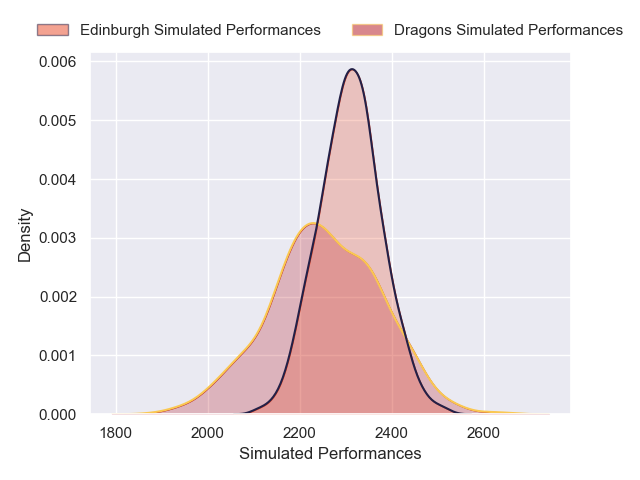 Edinburgh Simulated Performances Dragons Simulated Performances
0.006
0.005
0.004
0.003
0.002
0.001
0.000
Density
1800 2000 2200 2400 2600
Simulated Performances